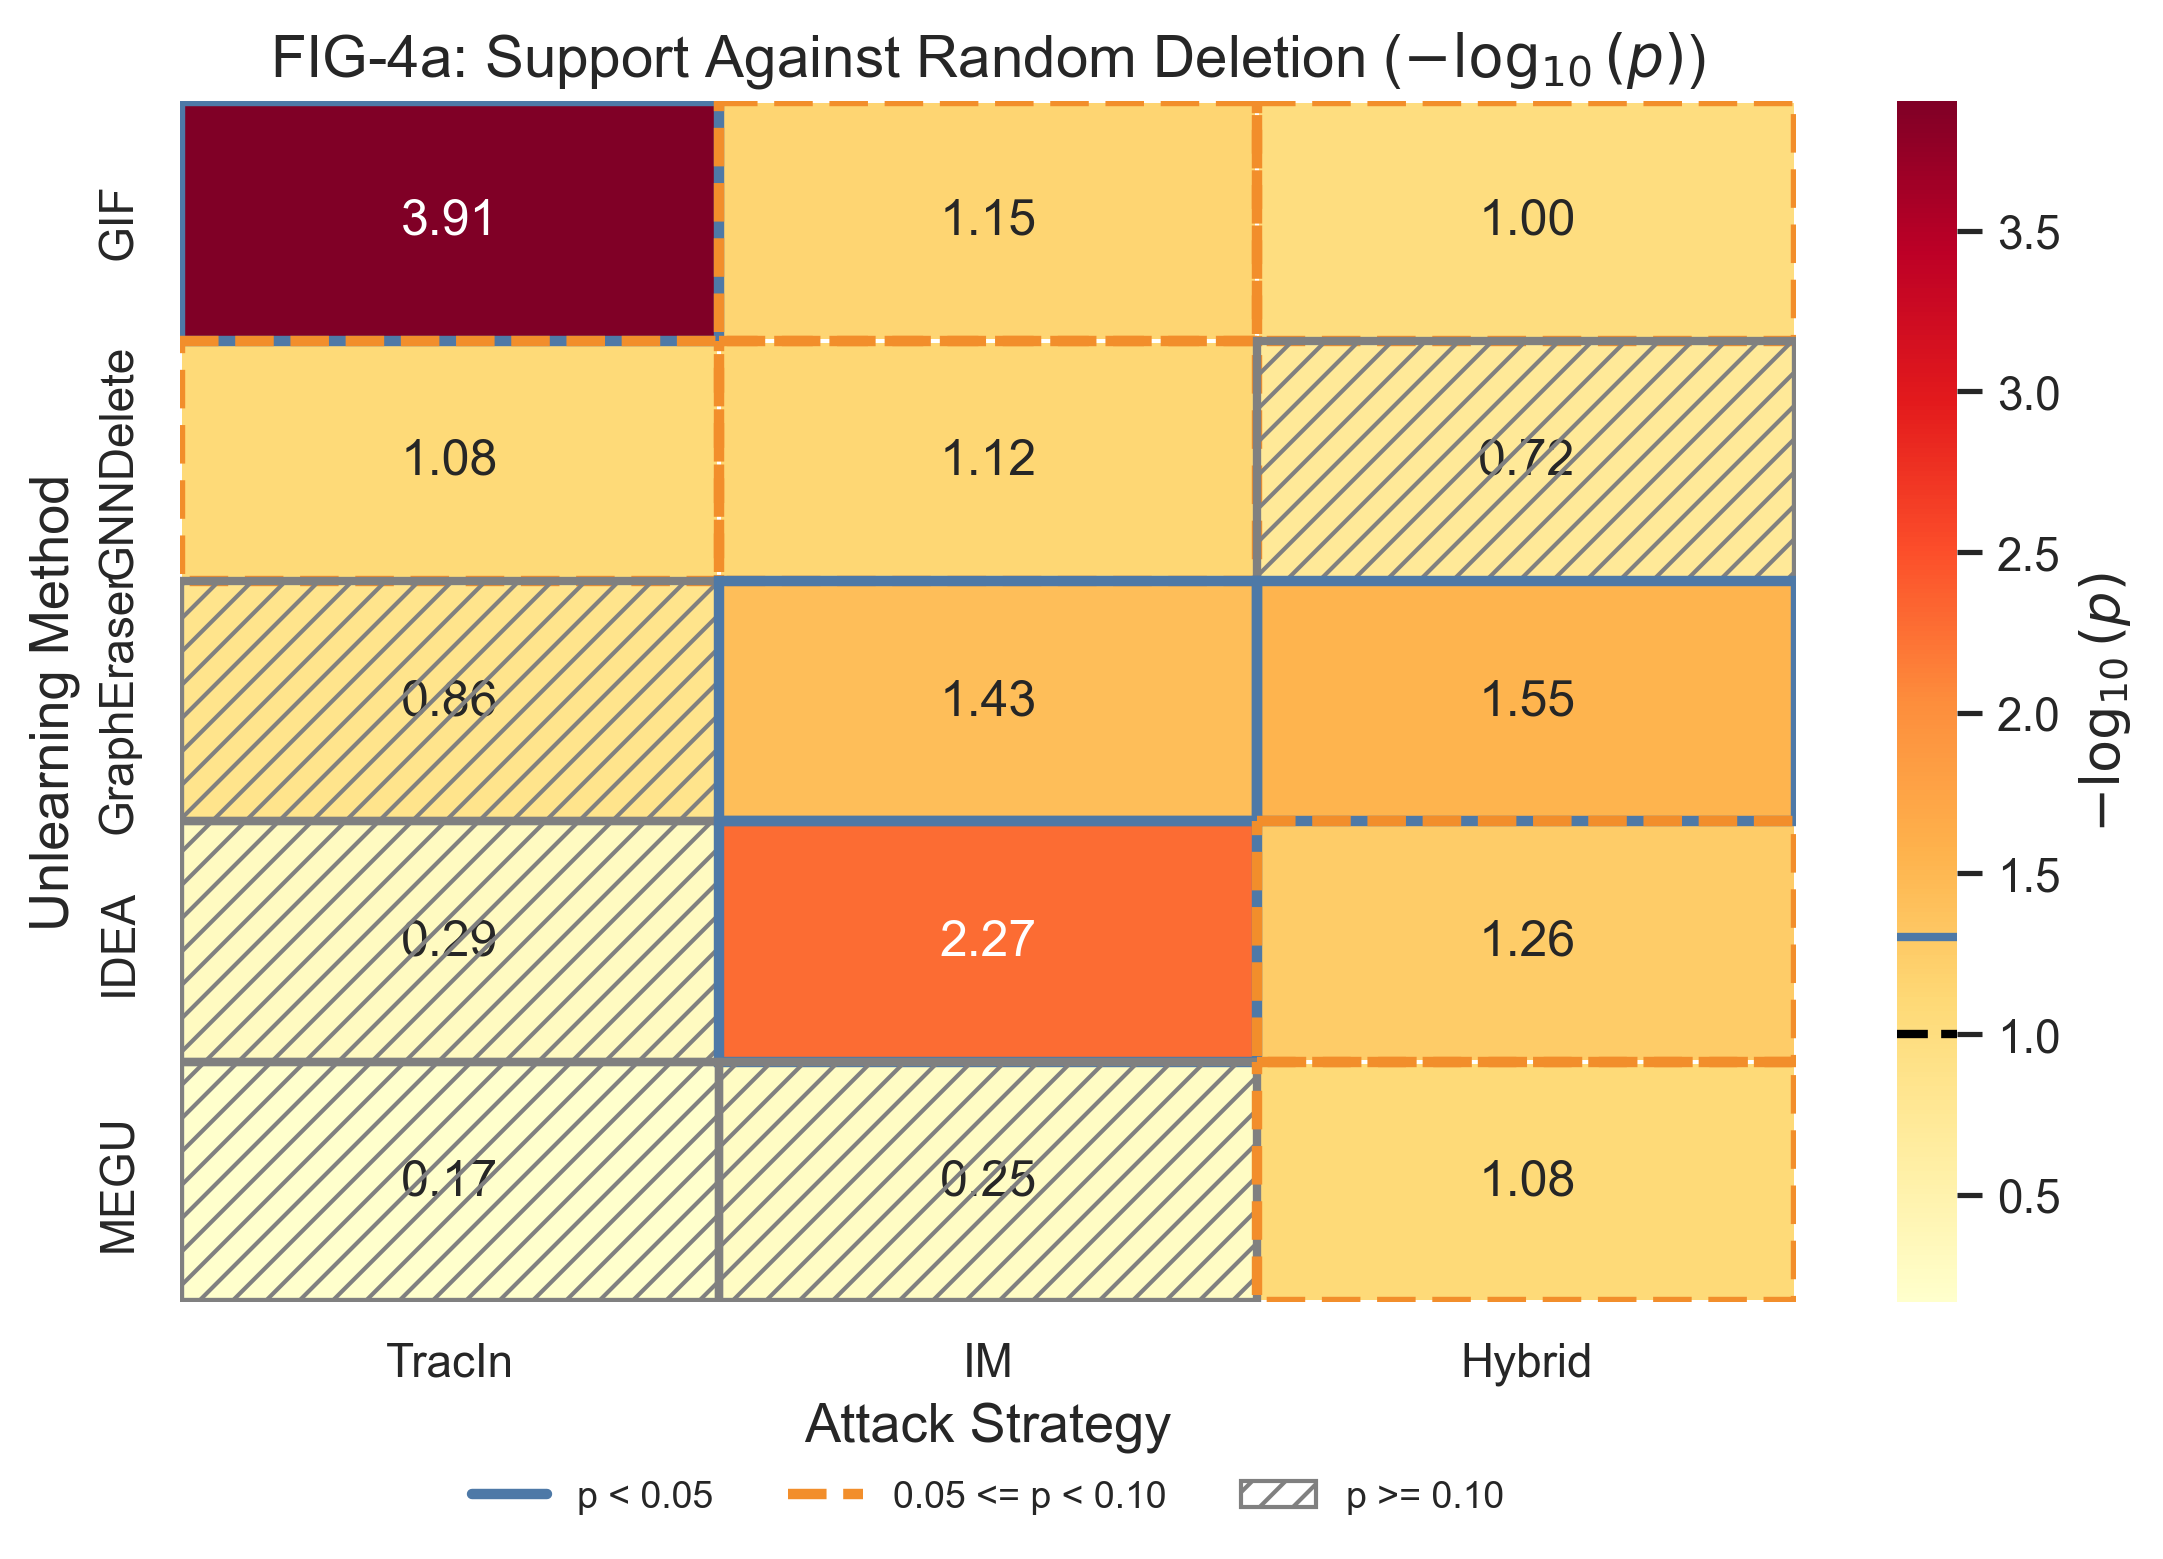 FIG-4a: Support Against Random Deletion (−log₁₀ (p))
Unlearning Method
GIF
3.91
1.15
1.00
GNNDelete
1.08
1.12
0.72
GraphEraser
0.86
1.43
1.55
IDEA
0.29
2.27
1.26
MEGU
0.17
0.25
1.08
TracIn
IM
Hybrid
Attack Strategy
3.5
3.0
2.5
2.0
1.5
1.0
0.5
−log₁₀ (p)
p < 0.05
0.05 <= p < 0.10
p >= 0.10